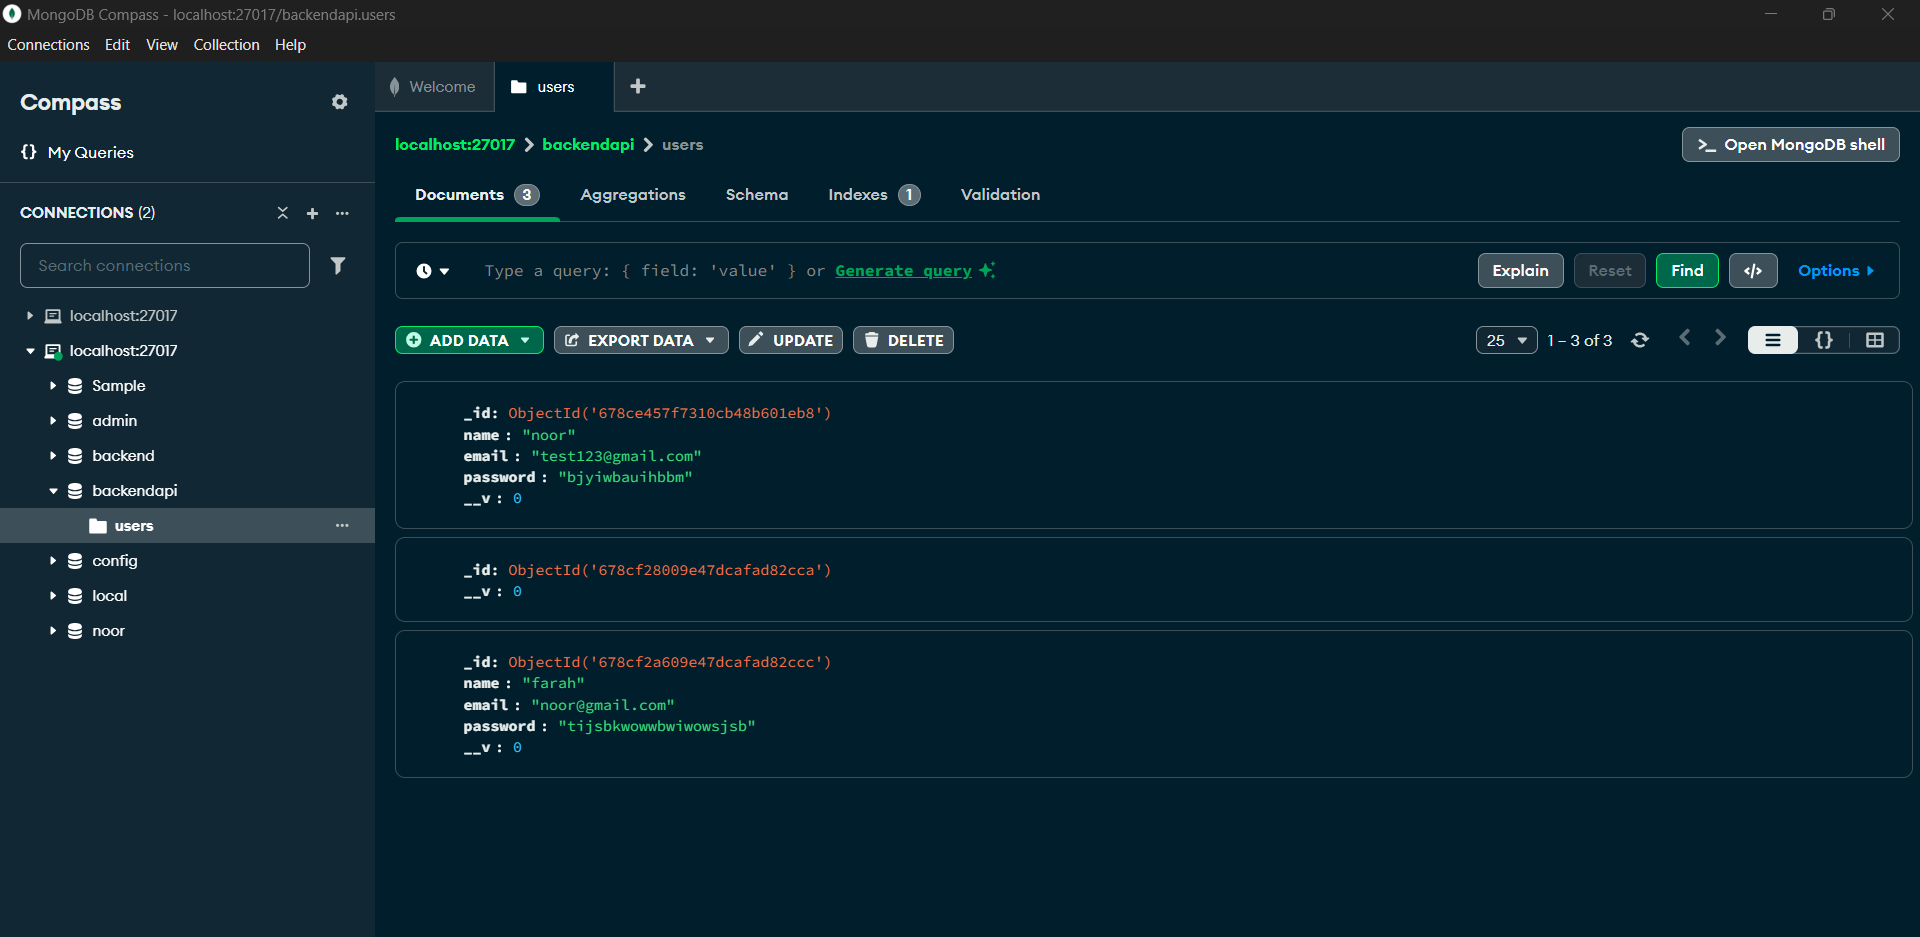 MongoDB Compass - localhost:27017/backendapi.users
Connections Edit View Collection Help
Compass
{} My Queries
CONNECTIONS (2)
Search connections
localhost:27017
localhost:27017
Sample
admin
backend
backendapi
users
config
local
noor
Welcome
users
localhost:27017 > backendapi > users
>_ Open MongoDB shell
Documents 3 Aggregations Schema Indexes 1 Validation
Type a query: { field: 'value' } or Generate query
Explain Reset Find </> Options
ADD DATA EXPORT DATA UPDATE DELETE
25 1 – 3 of 3 {}
_id: ObjectId('678ce457f7310cb48b601eb8')
name : "noor"
email : "test123@gmail.com"
password : "bjyiwbauihbbm"
__v : 0
_id: ObjectId('678cf28009e47dcafad82cca')
__v : 0
_id: ObjectId('678cf2a609e47dcafad82ccc')
name : "farah"
email : "noor@gmail.com"
password : "tijsbkwowwbwiwowsjsb"
__v : 0